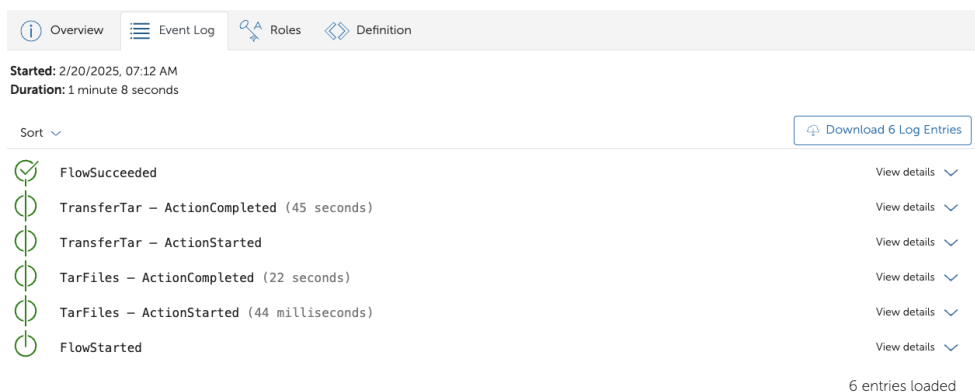 Overview Event Log Roles Definition
Started: 2/20/2025, 07:12 AM
Duration: 1 minute 8 seconds
Sort Download 6 Log Entries
FlowSucceeded View details
TransferTar – ActionCompleted (45 seconds) View details
TransferTar – ActionStarted View details
TarFiles – ActionCompleted (22 seconds) View details
TarFiles – ActionStarted (44 milliseconds) View details
FlowStarted View details
6 entries loaded